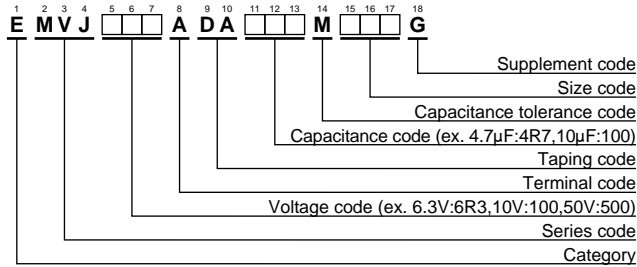 1 2 3 4 5 6 7 8 9 10 11 12 13 14 15 16 17 18
E MVJ A DA M G
Supplement code
Size code
Capacitance tolerance code
Capacitance code (ex. 4.7µF:4R7,10µF:100)
Taping code
Terminal code
Voltage code (ex. 6.3V:6R3,10V:100,50V:500)
Series code
Category